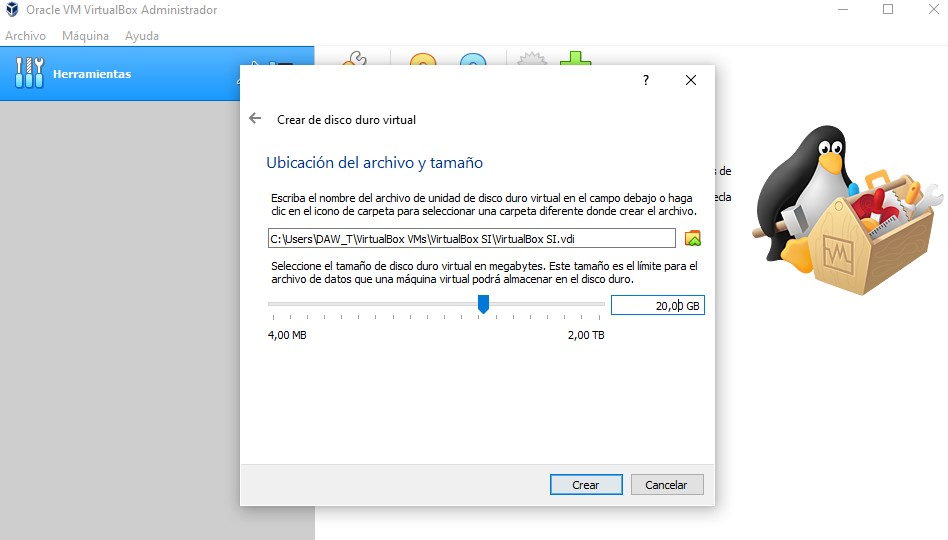 Oracle VM VirtualBox Administrador
Archivo Máquina Ayuda
Herramientas
?
Crear de disco duro virtual
Ubicación del archivo y tamaño
Escriba el nombre del archivo de unidad de disco duro virtual en el campo debajo o haga
clic en el icono de carpeta para seleccionar una carpeta diferente donde crear el archivo.
C:\Users\DAW_T\VirtualBox VMs\VirtualBox SI\VirtualBox SI.vdi
Seleccione el tamaño de disco duro virtual en megabytes. Este tamaño es el límite para el
archivo de datos que una máquina virtual podrá almacenar en el disco duro.
20,00 GB
4,00 MB 2,00 TB
Crear Cancelar
de